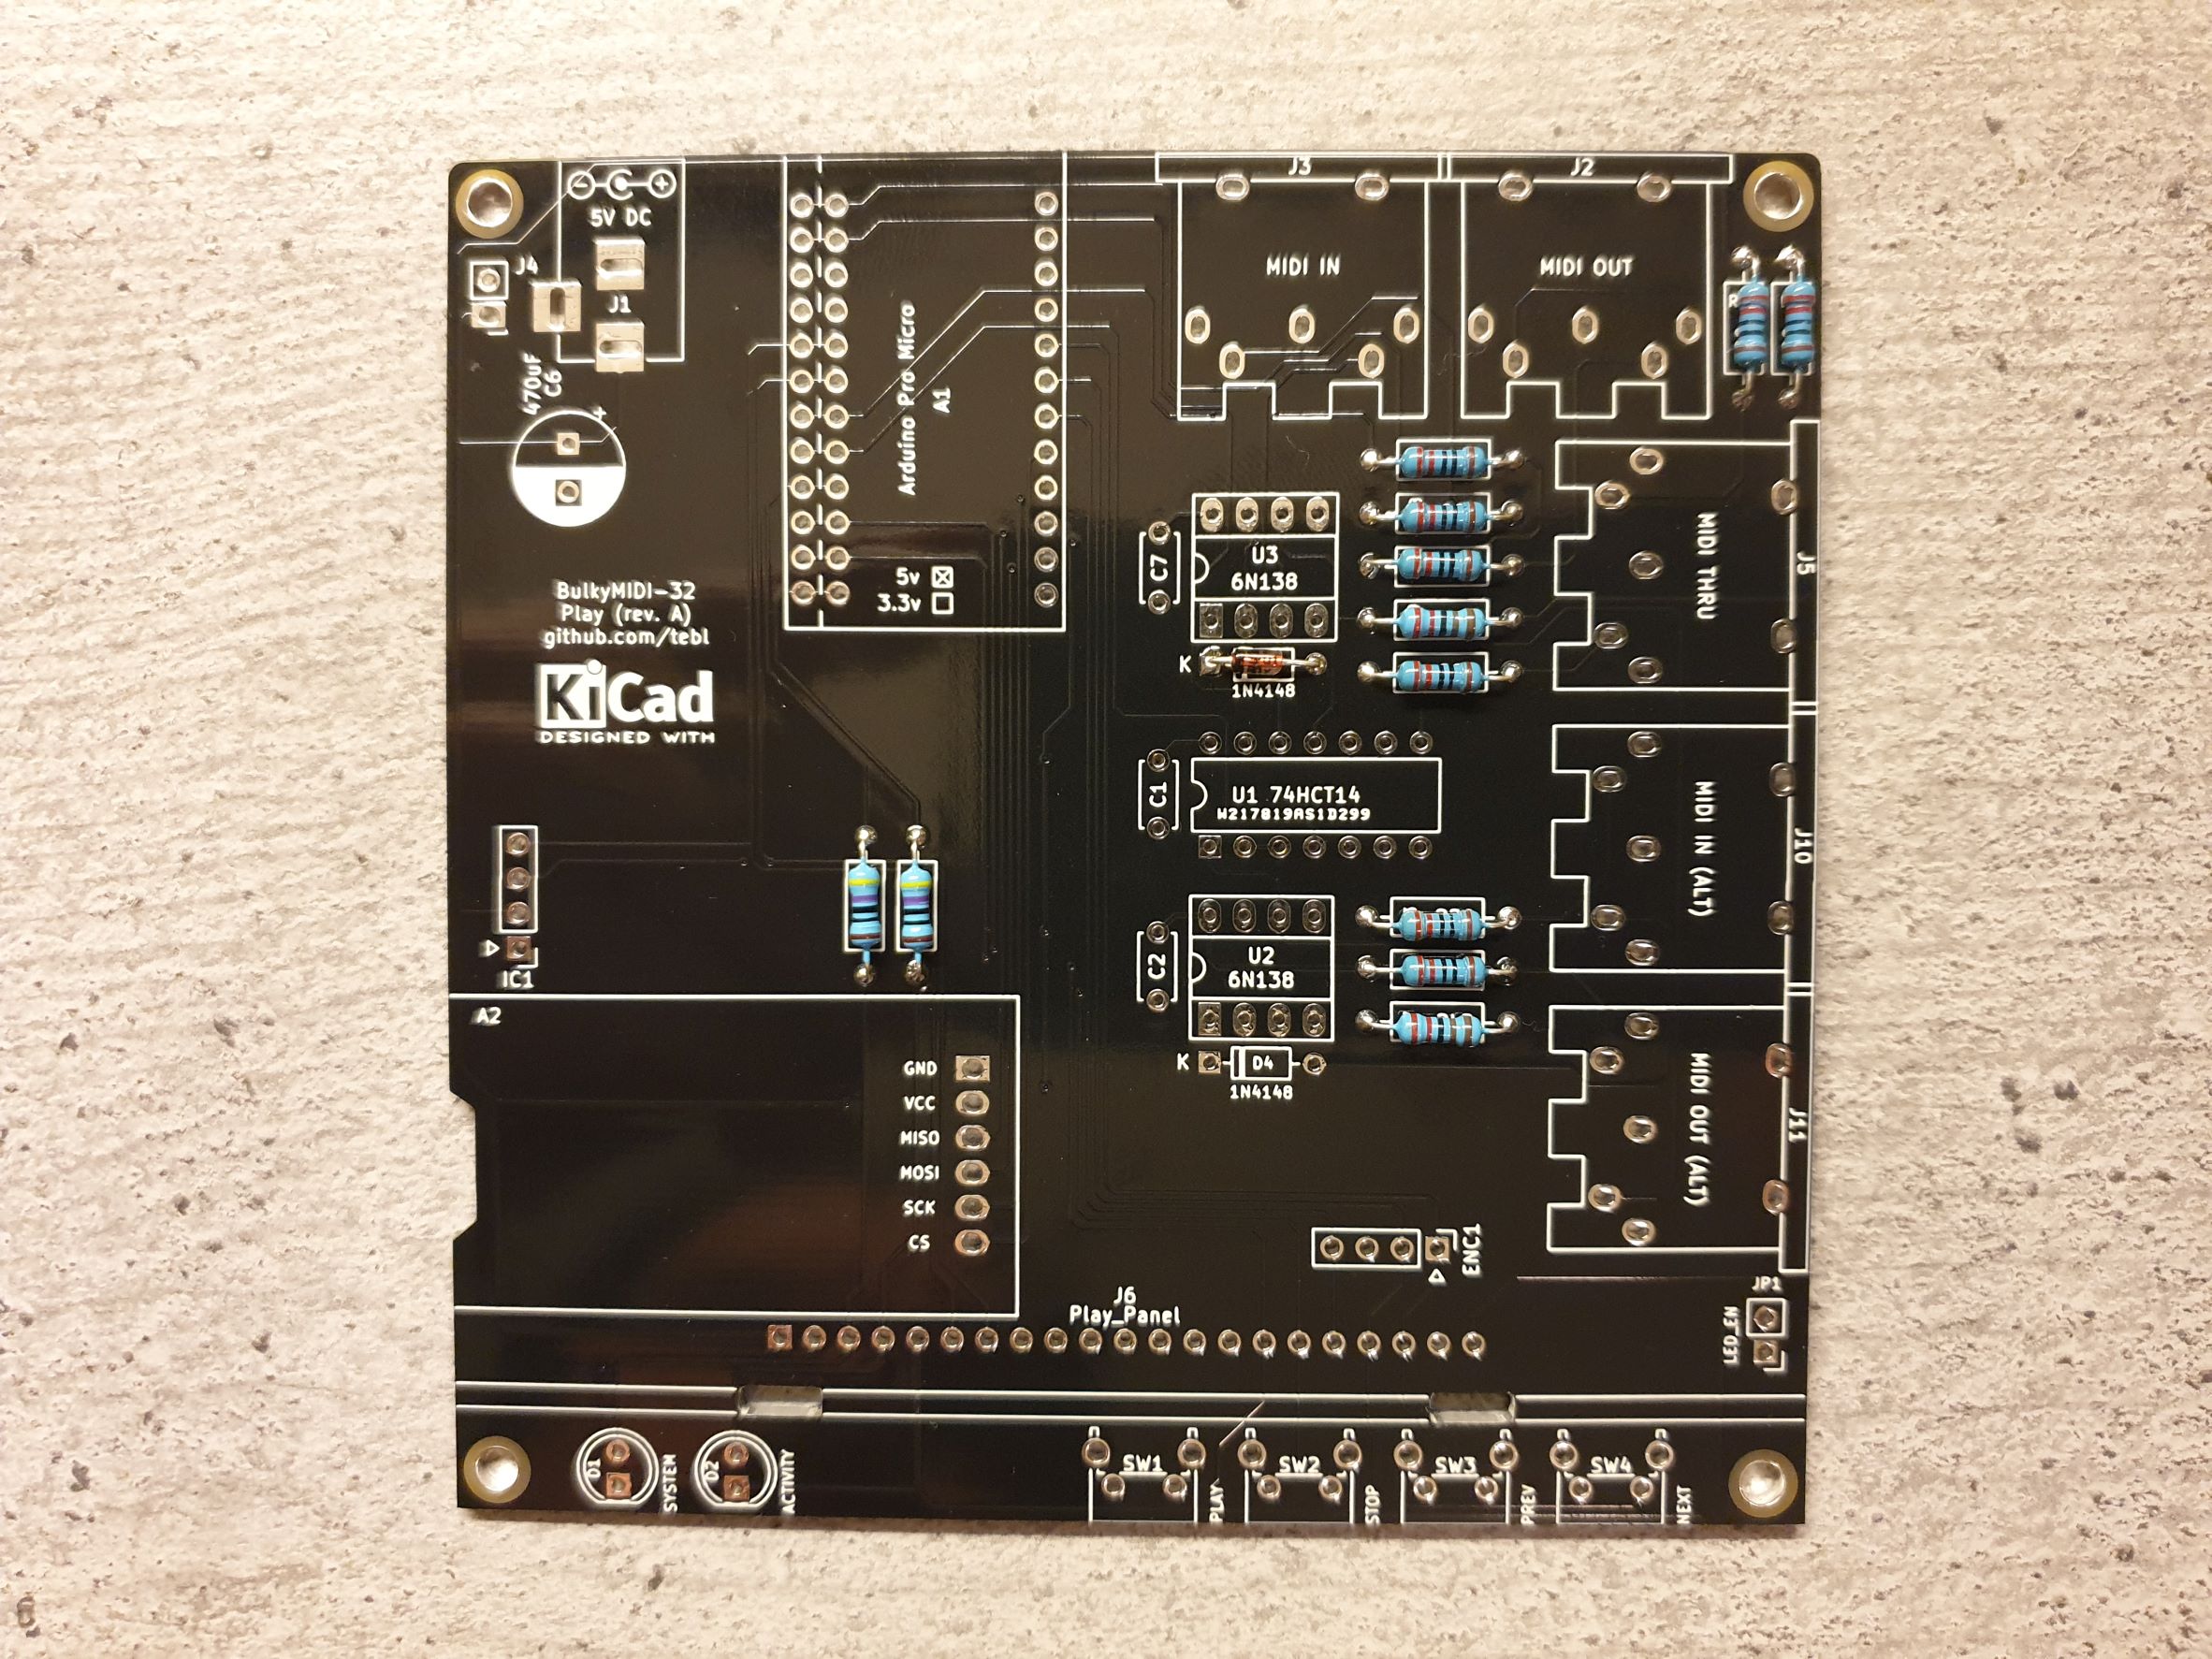 5V DC
J4
J1
470uF
C6
Arduino Pro Micro
A1
5v
3.3v
J3
MIDI IN
J2
MIDI OUT
R
BulkyMIDI-32
Play (rev. A)
github.com/tebl
KiCad
DESIGNED WITH
C7
U3
6N138
K
1N4148
MIDI THRU
J5
C1
U1 74HCT14
W217819AS1D299
MIDI IN (ALT)
J10
IC1
C2
U2
6N138
K
D4
1N4148
MIDI OUT (ALT)
J11
A2
GND
VCC
MISO
MOSI
SCK
CS
ENC1
J6
Play_Panel
JP1
LED_EN
D1
SYSTEM
D2
ACTIVITY
SW1
PLAY
SW2
STOP
SW3
PREV
SW4
NEXT